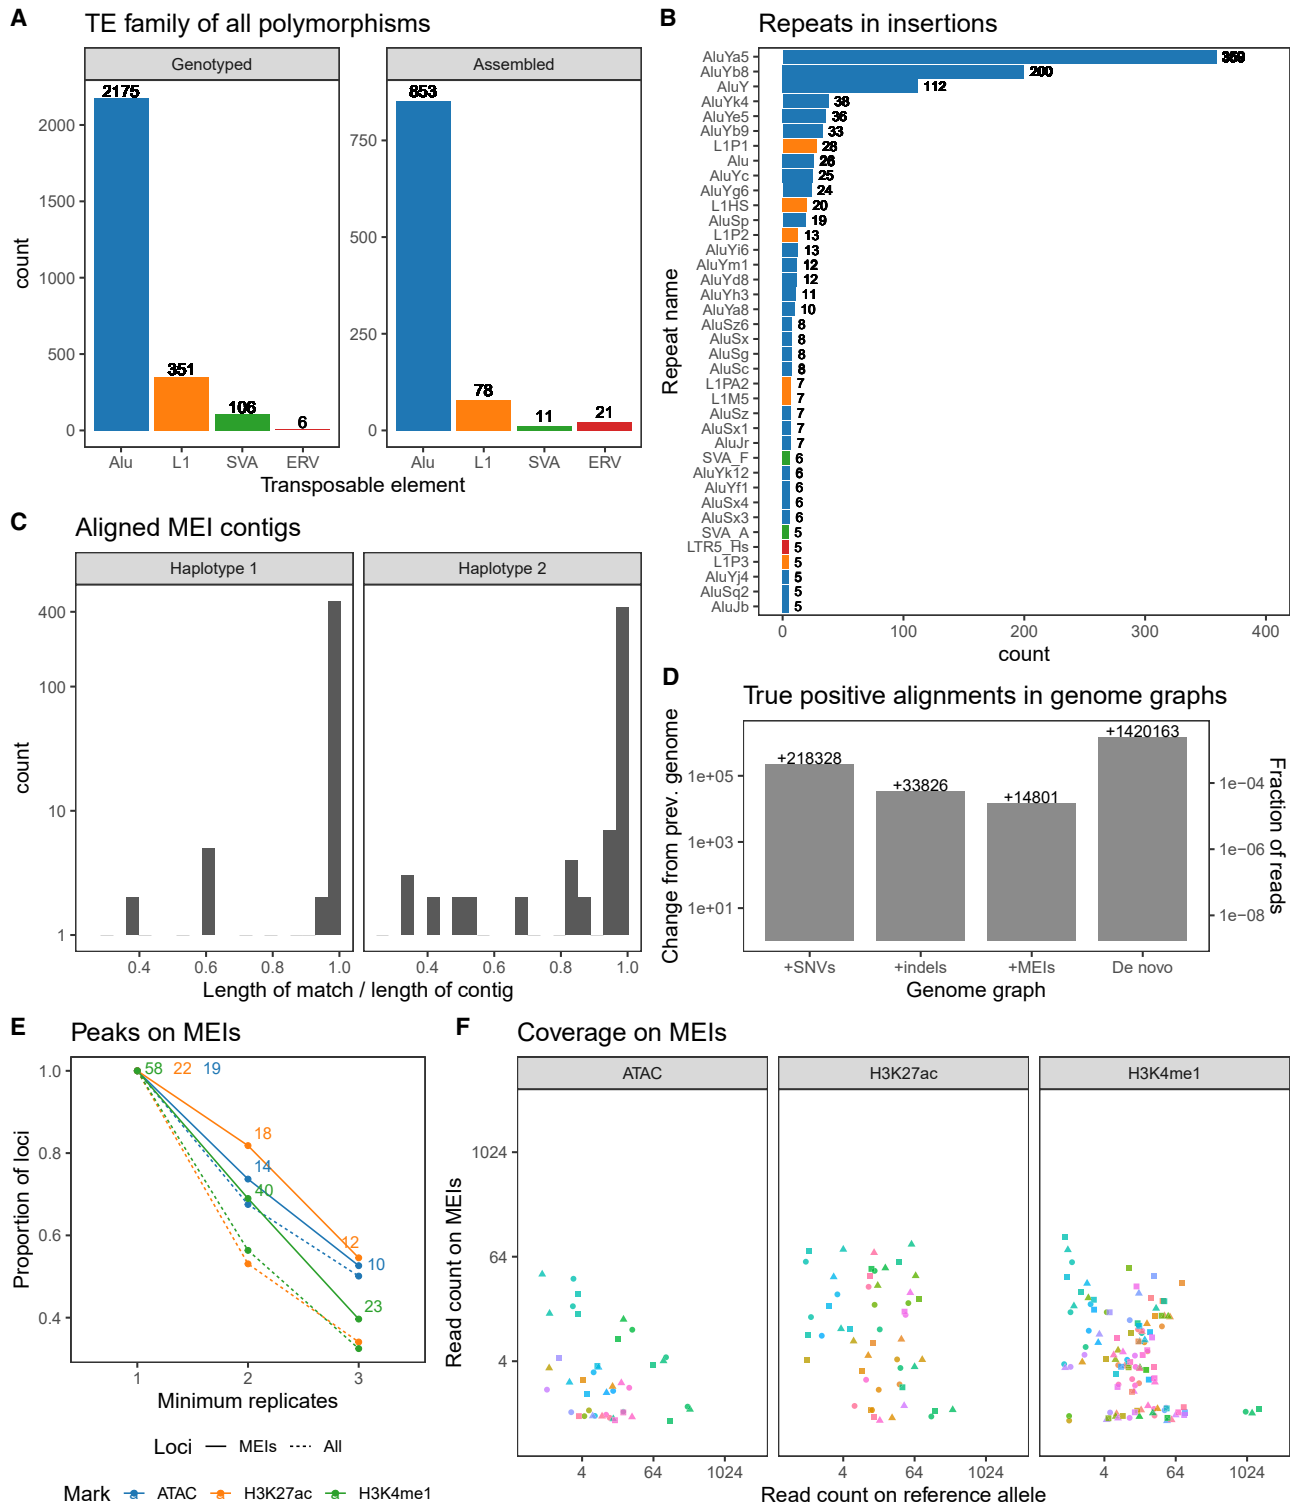 A
TE family of all polymorphisms
Genotyped
Assembled
count
2000
1500
1000
500
0
2175
351
106
6
750
500
250
0
853
78
11
21
Alu
L1
SVA
ERV
Alu
L1
SVA
ERV
Transposable element
B
Repeats in insertions
Repeat name
AluYa5
AluYb8
200
AluY
112
AluYk4
38
AluYe5
36
AluYb9
33
L1P1
28
Alu
26
AluYc
25
AluYg6
24
L1HS
20
AluSp
19
L1P2
13
AluYi6
13
AluYm1
12
AluYd8
12
AluYh3
11
AluYa8
10
AluSz6
8
AluSx
8
AluSg
8
AluSc
8
L1PA2
7
L1M5
7
AluSz
7
AluSx1
7
AluJr
7
SVA_F
6
AluYk12
6
AluYf1
6
AluSx4
6
AluSx3
6
SVA_A
5
LTR5_Hs
5
L1P3
5
AluYj4
5
AluSq2
5
AluJb
5
0
100
200
300
400
count
C
Aligned MEI contigs
Haplotype 1
Haplotype 2
count
400
100
10
1
0.4
0.6
0.8
1.0
0.4
0.6
0.8
1.0
Length of match / length of contig
D
True positive alignments in genome graphs
Change from prev. genome
1e+05
1e+03
1e+01
+218328
+33826
+14801
+1420163
1e−04
1e−06
1e−08
Fraction of reads
+SNVs
+indels
+MEIs
De novo
Genome graph
E
Peaks on MEIs
Proportion of loci
1.0
0.8
0.6
0.4
58
22
19
18
14
40
12
10
23
1
2
3
Minimum replicates
Loci
MEIs
All
Mark
ATAC
H3K27ac
H3K4me1
F
Coverage on MEIs
ATAC
H3K27ac
H3K4me1
Read count on MEIs
1024
64
4
4
64
1024
4
64
1024
4
64
1024
Read count on reference allele